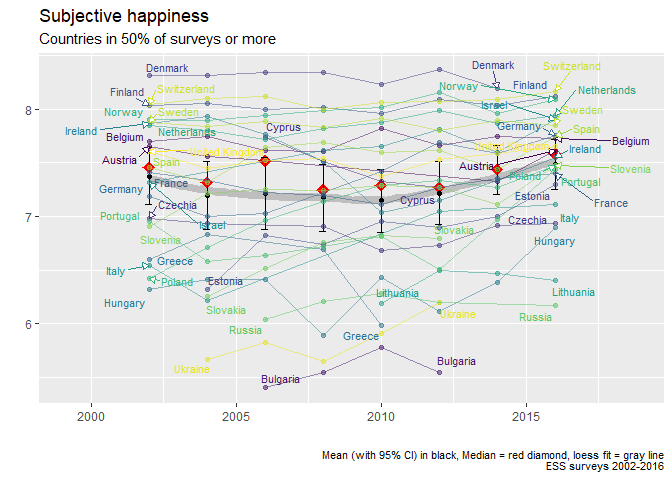 Subjective happiness
Countries in 50% of surveys or more
Denmark
Denmark
Switzerland
Finland
Switzerland
Norway
Finland
Netherlands
Norway
Sweden
Israel
Sweden
Ireland
Netherlands
Cyprus
Germany
Spain
Belgium
Belgium
United Kingdom
United Kingdom
Ireland
Austria
Spain
Austria
Slovenia
Germany
France
Portugal
Cyprus
Estonia
France
Portugal
Czechia
Israel
Czechia
Italy
Slovenia
Slovakia
Hungary
Greece
Italy
Poland
Estonia
Lithuania
Lithuania
Hungary
Slovakia
Ukraine
Russia
Russia
Greece
Ukraine
Bulgaria
Bulgaria
8
7
6
2000
2005
2010
2015
Mean (with 95% CI) in black, Median = red diamond, loess fit = gray line
ESS surveys 2002-2016